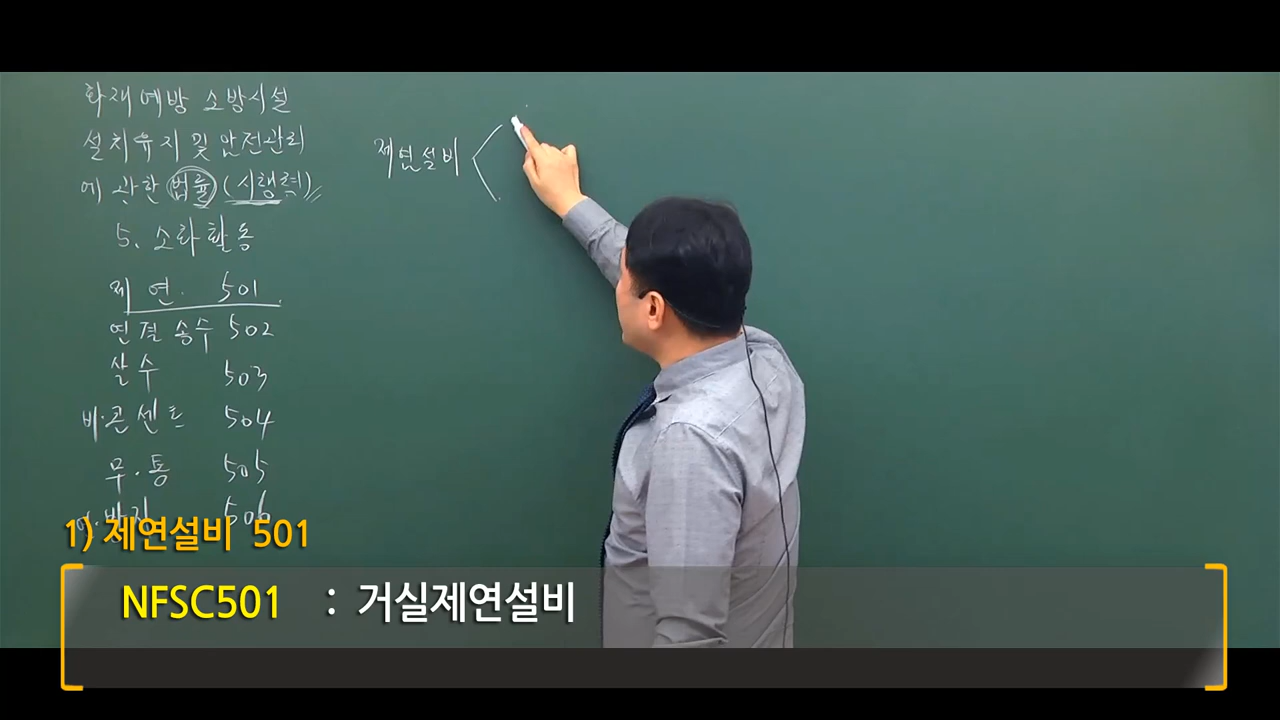 화재예방 소방시설
설치유지 및 안전관리
에 관한 법률 (시행력)
5. 소화활동
제연. 501
연결송수 502
살수 503
비·콘센트 504
무·통 505
506
제연설비
1) 제연설비 501
NFSC501 : 거실제연설비